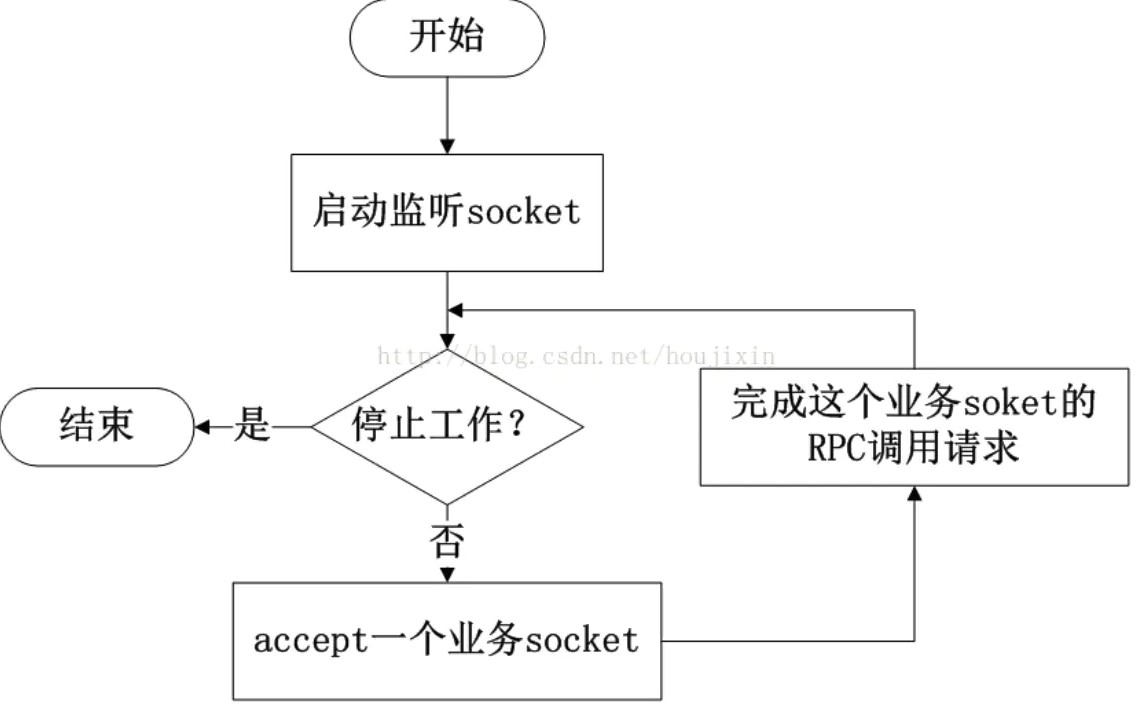 开始
启动监听socket
http://blog.csdn.net/houjixin
停止工作？
是
结束
否
accept一个业务socket
完成这个业务soket的
RPC调用请求